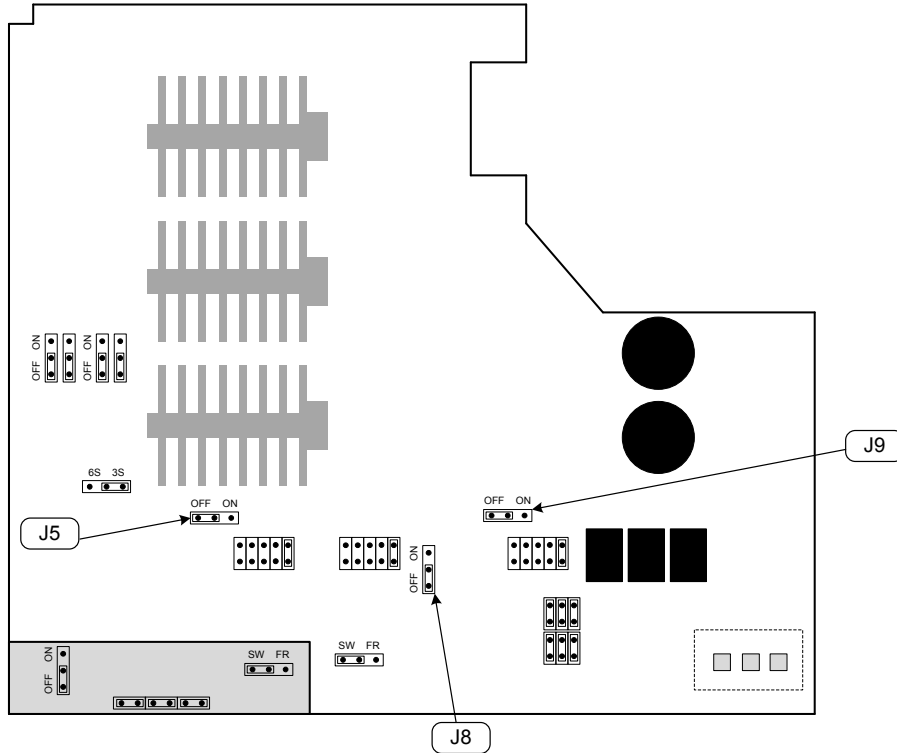 ON ON
OFF OFF
J9
6S 3S
OFF ON
OFF ON
J5
ON
OFF
SW FR
ON
OFF
SW FR
J8